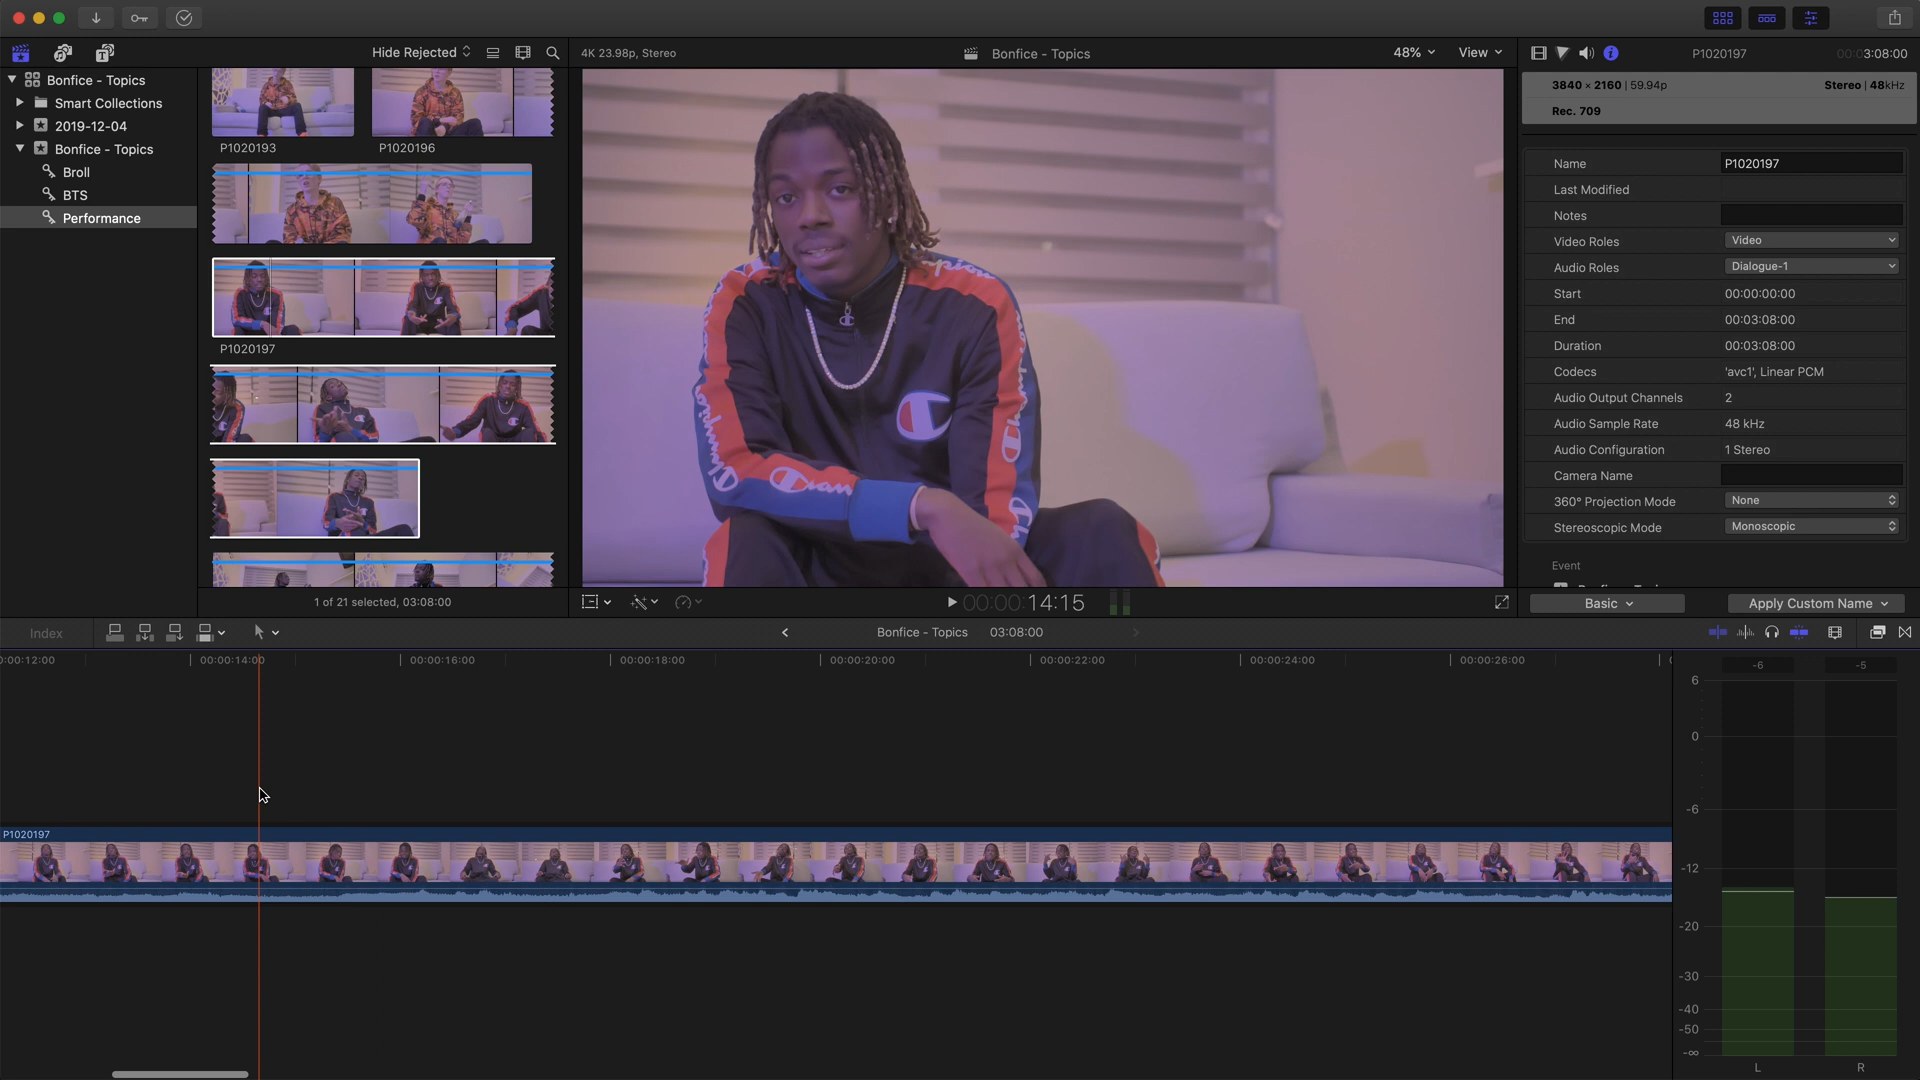 Hide Rejected
4K 23.98p, Stereo
Bonfice - Topics
48%
View
P1020197
00:03:08:00
Bonfice - Topics
Smart Collections
2019-12-04
Bonfice - Topics
Broll
BTS
Performance
P1020193
P1020196
P1020197
1 of 21 selected, 03:08:00
Champion
00:00:14:15
3840 × 2160 | 59.94p
Stereo | 48kHz
Rec. 709
Name P1020197
Last Modified
Notes
Video Roles Video
Audio Roles Dialogue-1
Start 00:00:00:00
End 00:03:08:00
Duration 00:03:08:00
Codecs 'avc1', Linear PCM
Audio Output Channels 2
Audio Sample Rate 48 kHz
Audio Configuration 1 Stereo
Camera Name
360° Projection Mode None
Stereoscopic Mode Monoscopic
Event
Basic
Apply Custom Name
Index
Bonfice - Topics 03:08:00
0:00:12:00
00:00:14:00
00:00:16:00
00:00:18:00
00:00:20:00
00:00:22:00
00:00:24:00
00:00:26:00
P1020197
-6 -5
6
0
-6
-12
-20
-30
-40
-50
-∞
L R